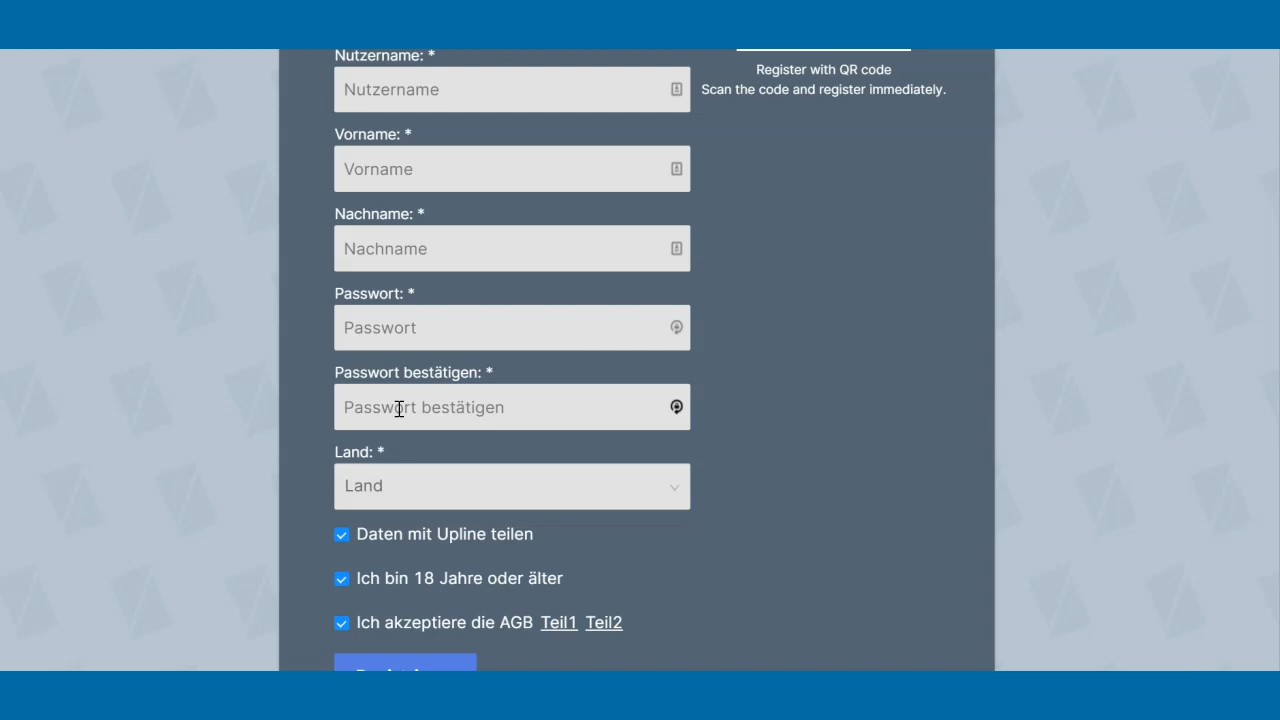 Nutzername: *
Nutzername
Vorname: *
Vorname
Nachname: *
Nachname
Passwort: *
Passwort
Passwort bestätigen: *
Passwort bestätigen
Land: *
Land
Daten mit Upline teilen
Ich bin 18 Jahre oder älter
Ich akzeptiere die AGB Teil1 Teil2
Register with QR code
Scan the code and register immediately.